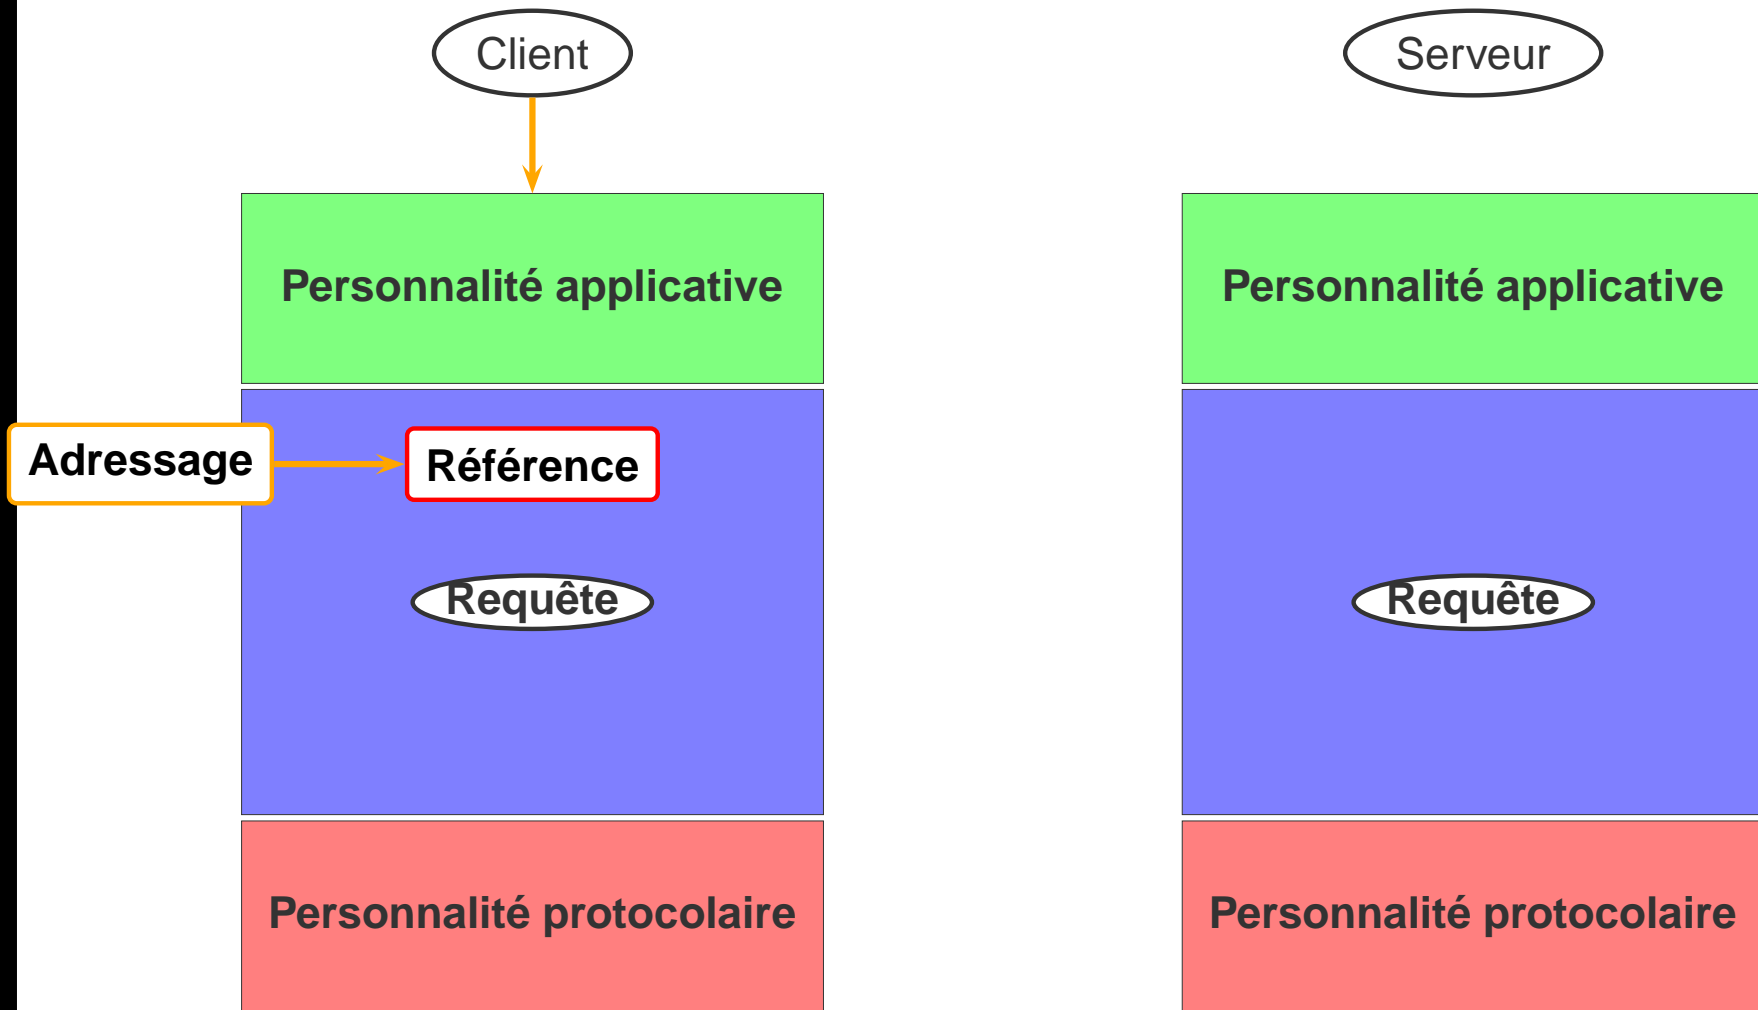 Client
Serveur
Personnalité applicative
Personnalité applicative
Adressage
Référence
Requête
Requête
Personnalité protocolaire
Personnalité protocolaire